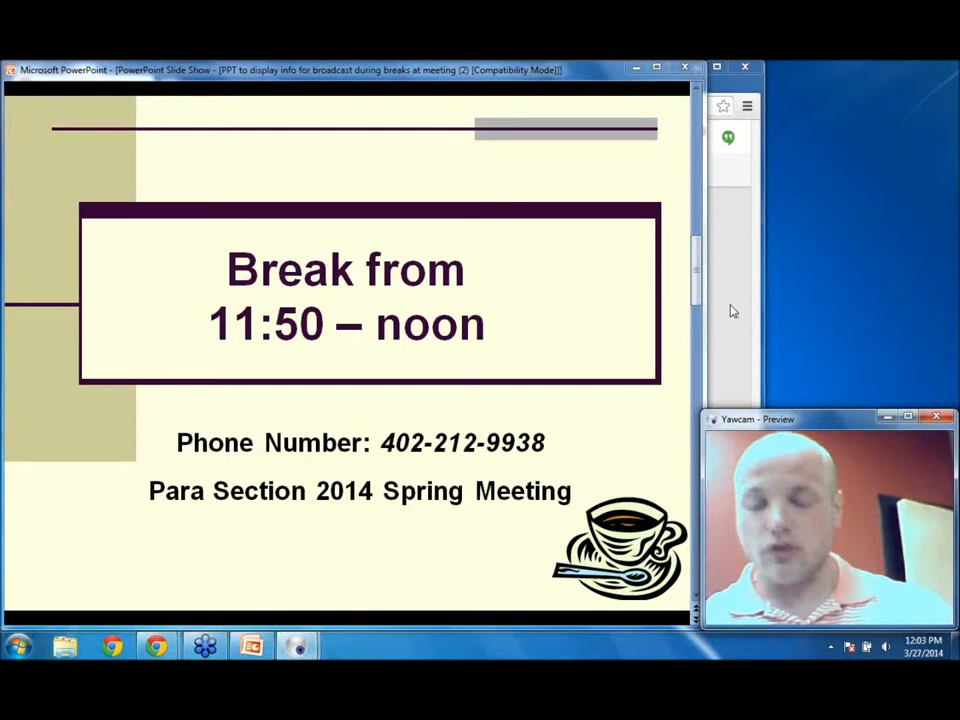 Microsoft PowerPoint - [PowerPoint Slide Show - [PPT to display info for broadcast during breaks at meeting (2) [Compatibility Mode]]]
Break from
11:50 – noon
Phone Number: 402-212-9938
Para Section 2014 Spring Meeting
Yawcam - Preview
12:03 PM
3/27/2014